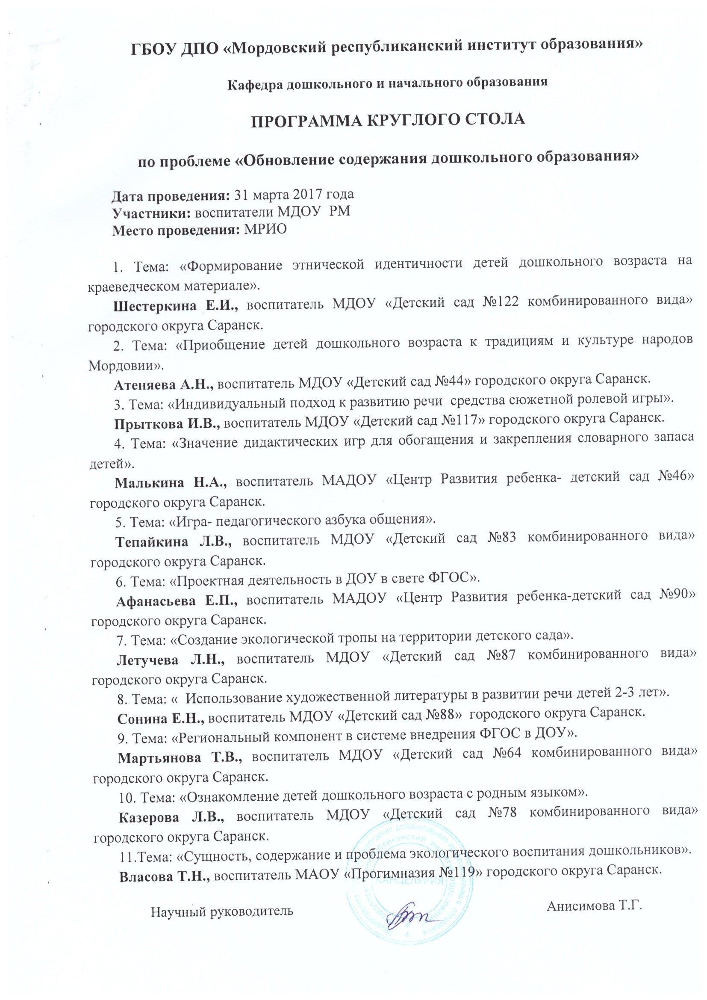 ГБОУ ДПО «Мордовский республиканский институт образования»
Кафедра дошкольного и начального образования
ПРОГРАММА КРУГЛОГО СТОЛА
по проблеме «Обновление содержания дошкольного образования»
Дата проведения: 31 марта 2017 года
Участники: воспитатели МДОУ РМ
Место проведения: МРИО
1. Тема: «Формирование этнической идентичности детей дошкольного возраста на
краеведческом материале».
Шестеркина Е.И., воспитатель МДОУ «Детский сад №122 комбинированного вида»
городского округа Саранск.
2. Тема: «Приобщение детей дошкольного возраста к традициям и культуре народов
Мордовии».
Атеняева А.Н., воспитатель МДОУ «Детский сад №44» городского округа Саранск.
3. Тема: «Индивидуальный подход к развитию речи средства сюжетной ролевой игры».
Прыткова И.В., воспитатель МДОУ «Детский сад №117» городского округа Саранск.
4. Тема: «Значение дидактических игр для обогащения и закрепления словарного запаса
детей».
Малькина Н.А., воспитатель МАДОУ «Центр Развития ребенка- детский сад №46»
городского округа Саранск.
5. Тема: «Игра- педагогического азбука общения».
Тепайкина Л.В., воспитатель МДОУ «Детский сад №83 комбинированного вида»
городского округа Саранск.
6. Тема: «Проектная деятельность в ДОУ в свете ФГОС».
Афанасьева Е.П., воспитатель МАДОУ «Центр Развития ребенка-детский сад №90»
городского округа Саранск.
7. Тема: «Создание экологической тропы на территории детского сада».
Летучева Л.Н., воспитатель МДОУ «Детский сад №87 комбинированного вида»
городского округа Саранск.
8. Тема: « Использование художественной литературы в развитии речи детей 2-3 лет».
Сонина Е.Н., воспитатель МДОУ «Детский сад №88» городского округа Саранск.
9. Тема: «Региональный компонент в системе внедрения ФГОС в ДОУ».
Мартьянова Т.В., воспитатель МДОУ «Детский сад №64 комбинированного вида»
городского округа Саранск.
10. Тема: «Ознакомление детей дошкольного возраста с родным языком».
Казерова Л.В., воспитатель МДОУ «Детский сад №78 комбинированного вида»
городского округа Саранск.
11.Тема: «Сущность, содержание и проблема экологического воспитания дошкольников».
Власова Т.Н., воспитатель МАОУ «Прогимназия №119» городского округа Саранск.
КАНЦЕЛЯРИЯ
Научный руководитель Анисимова Т.Г.